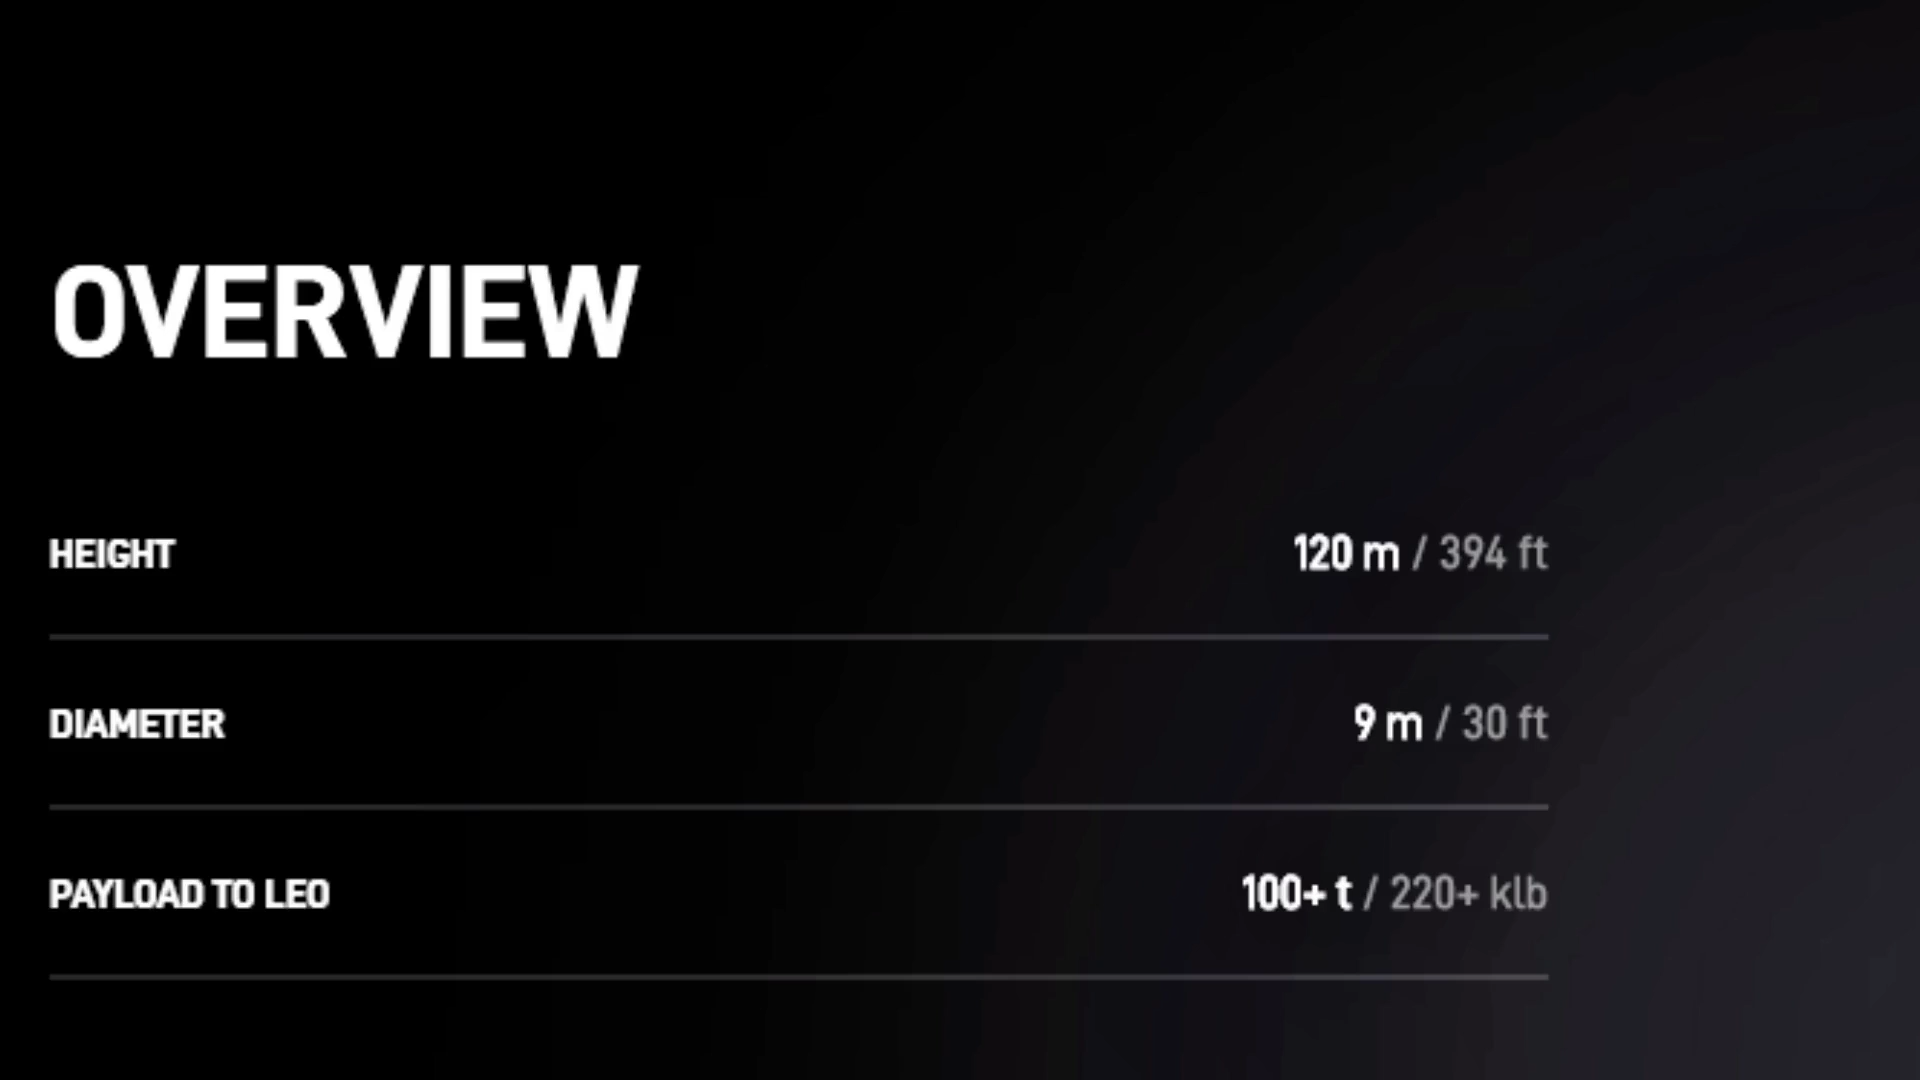 OVERVIEW
HEIGHT 120 m / 394 ft
DIAMETER 9 m / 30 ft
PAYLOAD TO LEO 100+ t / 220+ klb